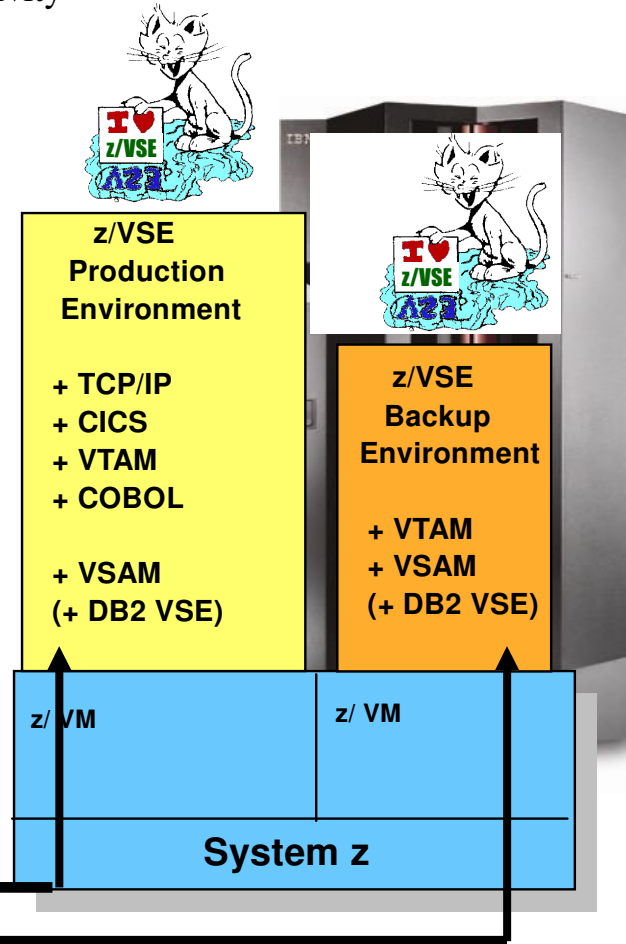 I ♥
z/VSE
IBM
I ♥
z/VSE
z/VSE
Production
Environment
+ TCP/IP
+ CICS
+ VTAM
+ COBOL
+ VSAM
(+ DB2 VSE)
z/VSE
Backup
Environment
+ VTAM
+ VSAM
(+ DB2 VSE)
z/ VM
z/ VM
System z